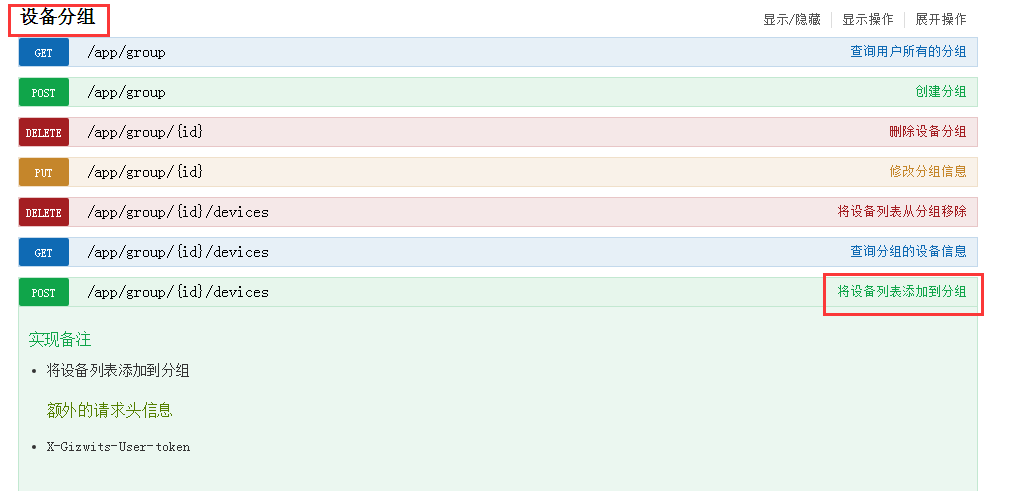 设备分组 显示/隐藏 显示操作 展开操作
GET /app/group 查询用户所有的分组
POST /app/group 创建分组
DELETE /app/group/{id} 删除设备分组
PUT /app/group/{id} 修改分组信息
DELETE /app/group/{id}/devices 将设备列表从分组移除
GET /app/group/{id}/devices 查询分组的设备信息
POST /app/group/{id}/devices 将设备列表添加到分组
实现备注
• 将设备列表添加到分组
额外的请求头信息
• X-Gizwits-User-token